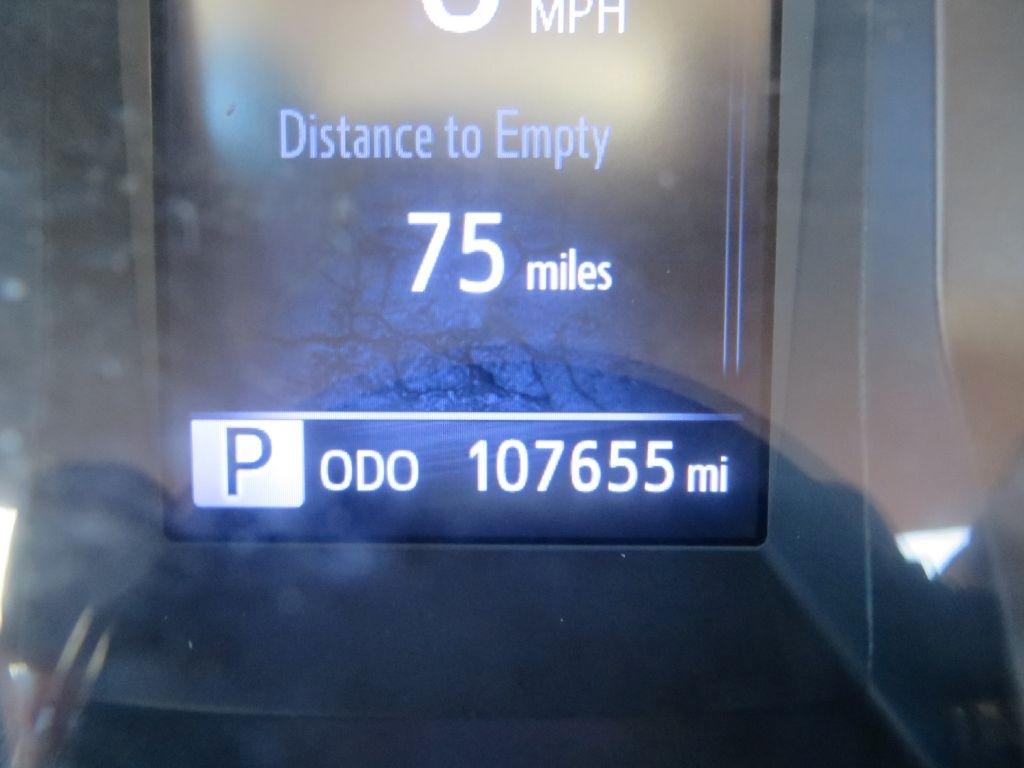 MPH
Distance to Empty
75 miles
P ODO 107655 mi